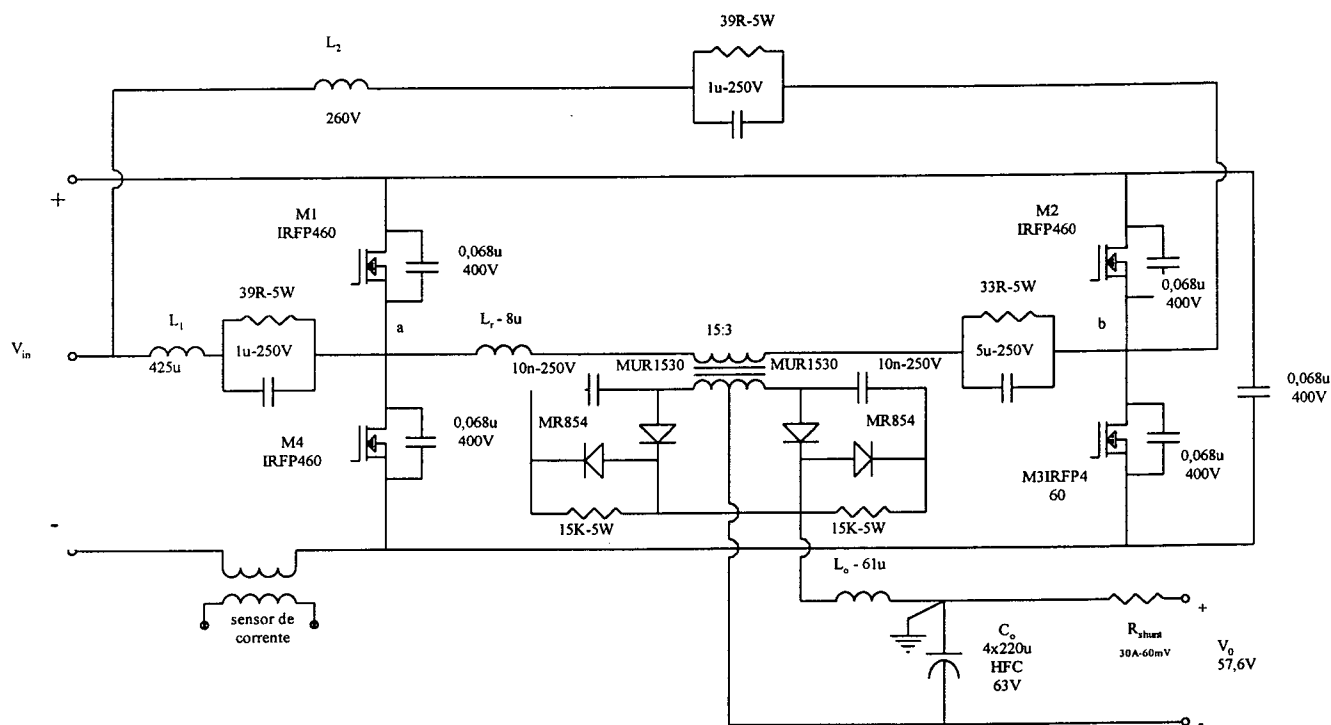 39R-5W
L₂
1u-250V
260V
+
M1
IRFP460
0,068u
400V
M2
IRFP460
0,068u
400V
39R-5W
33R-5W
L₁
a
Lᵣ - 8u
15:3
b
Vin
1u-250V
425u
10n-250V
MUR1530
MUR1530
10n-250V
5u-250V
0,068u
400V
M4
IRFP460
0,068u
400V
MR854
MR854
M3IRFP4
60
0,068u
400V
-
15K-5W
15K-5W
Lₒ - 61u
sensor de
corrente
Cₒ
4x220u
HFC
63V
Rshunt
30A-60mV
+
V₀
57,6V
-